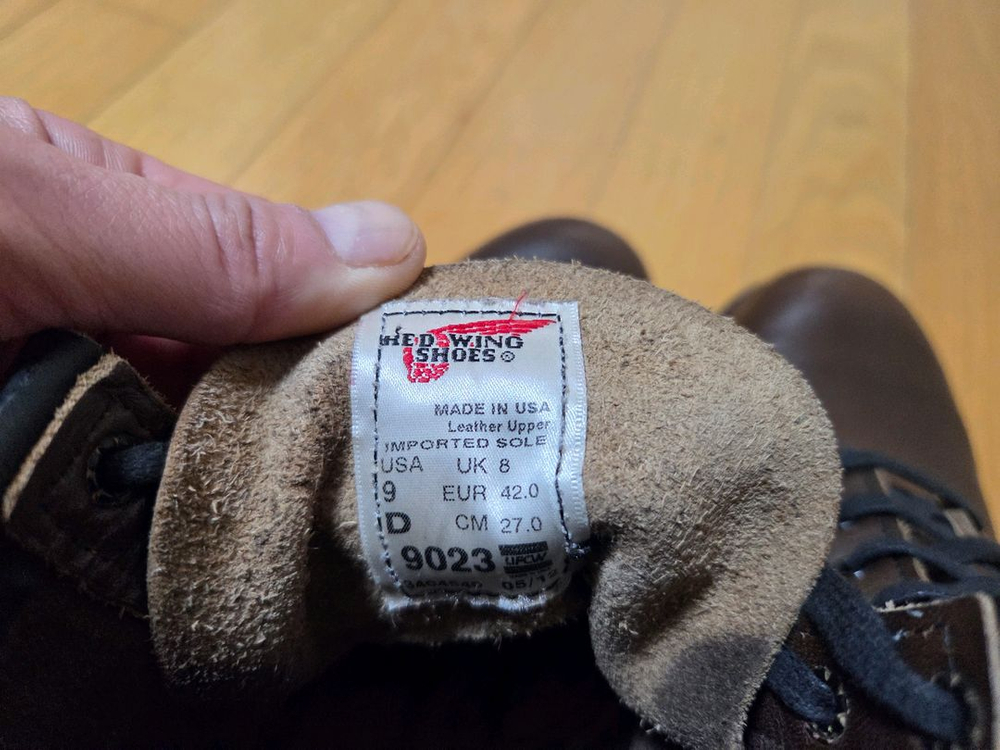 RED WING
SHOES®
MADE IN USA
Leather Upper
IMPORTED SOLE
USA UK 8
9 EUR 42.0
D CM 27.0
9023 UFCW